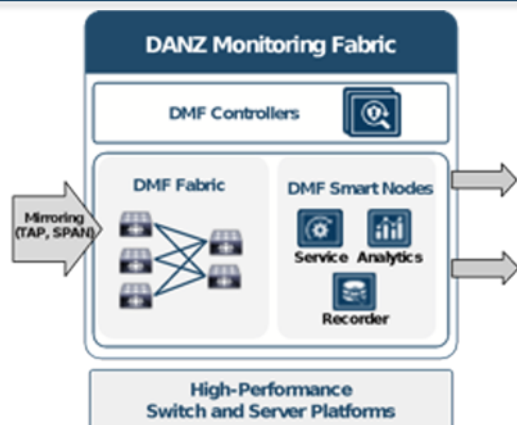 DANZ Monitoring Fabric
DMF Controllers
Mirroring
(TAP, SPAN)
DMF Fabric
DMF Smart Nodes
Service Analytics
Recorder
High-Performance
Switch and Server Platforms